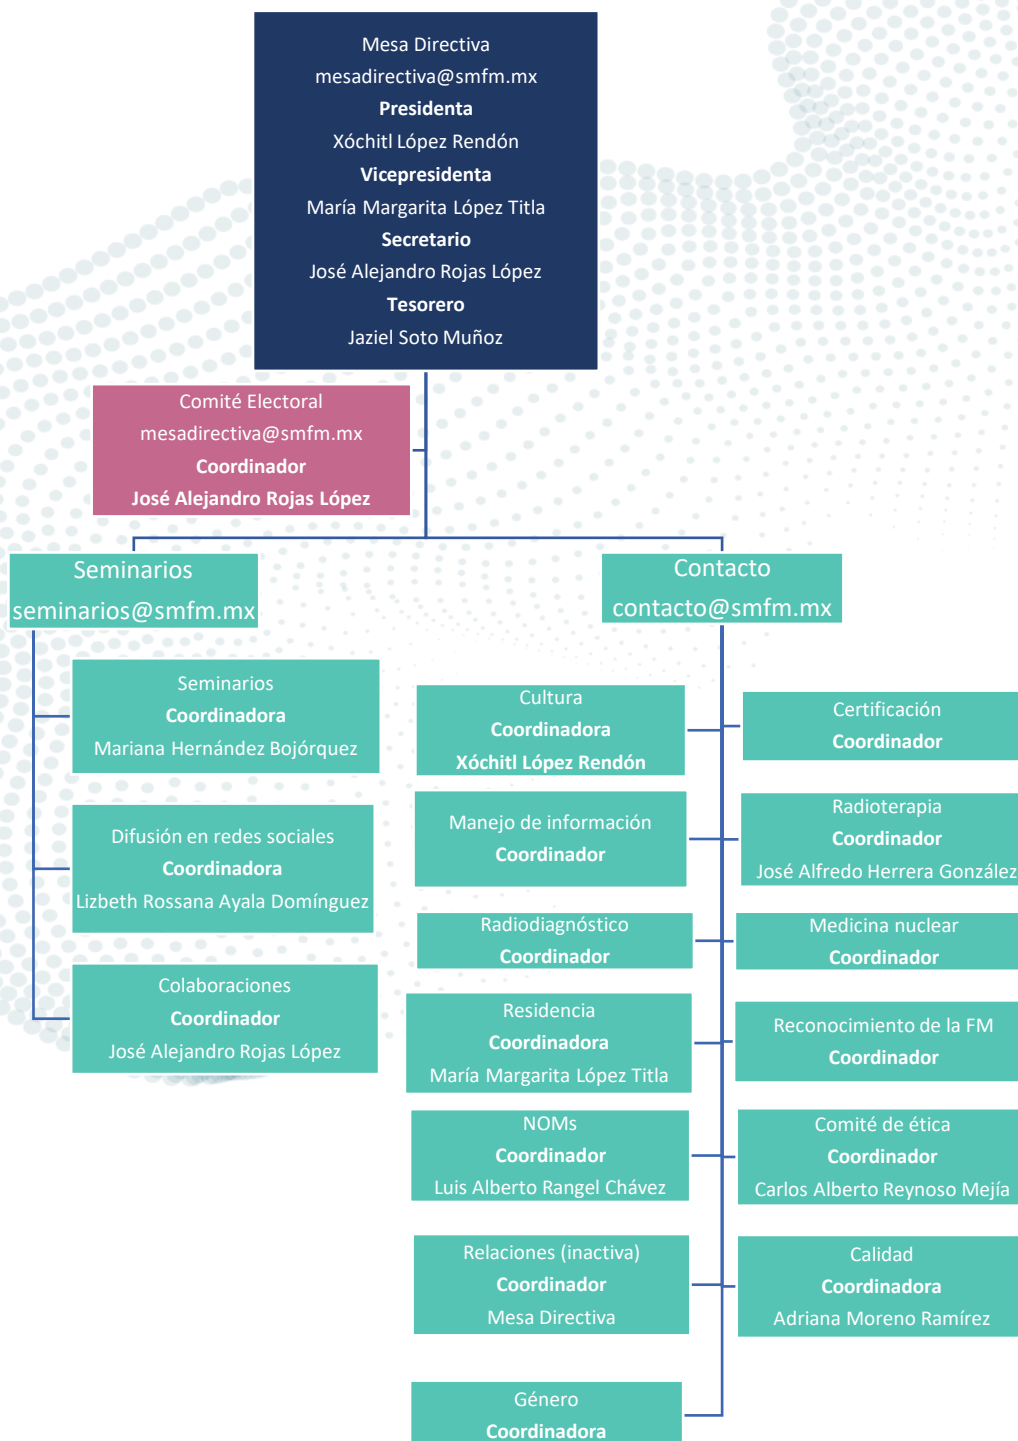 Mesa Directiva
mesadirectiva@smfm.mx
Presidenta
Xóchitl López Rendón
Vicepresidenta
María Margarita López Titla
Secretario
José Alejandro Rojas López
Tesorero
Jaziel Soto Muñoz
Comité Electoral
mesadirectiva@smfm.mx
Coordinador
José Alejandro Rojas López
Seminarios
seminarios@smfm.mx
Seminarios
Coordinadora
Mariana Hernández Bojórquez
Difusión en redes sociales
Coordinadora
Lizbeth Rossana Ayala Domínguez
Colaboraciones
Coordinador
José Alejandro Rojas López
Contacto
contacto@smfm.mx
Cultura
Coordinadora
Xóchitl López Rendón
Certificación
Coordinador
Manejo de información
Coordinador
Radioterapia
Coordinador
José Alfredo Herrera González
Radiodiagnóstico
Coordinador
Medicina nuclear
Coordinador
Residencia
Coordinadora
María Margarita López Titla
Reconocimiento de la FM
Coordinador
NOMs
Coordinador
Luis Alberto Rangel Chávez
Comité de ética
Coordinador
Carlos Alberto Reynoso Mejía
Relaciones (inactiva)
Coordinador
Mesa Directiva
Calidad
Coordinadora
Adriana Moreno Ramírez
Género
Coordinadora